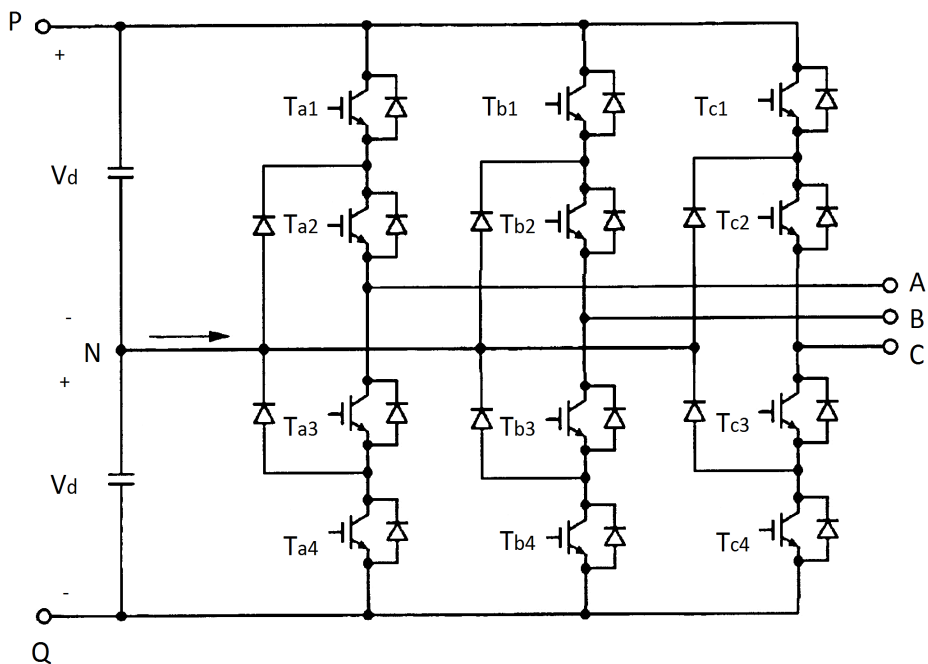 P
+
Ta1
Tb1
Tc1
Vd
Ta2
Tb2
Tc2
A
-
B
N
C
+
Ta3
Tb3
Tc3
Vd
Ta4
Tb4
Tc4
-
Q